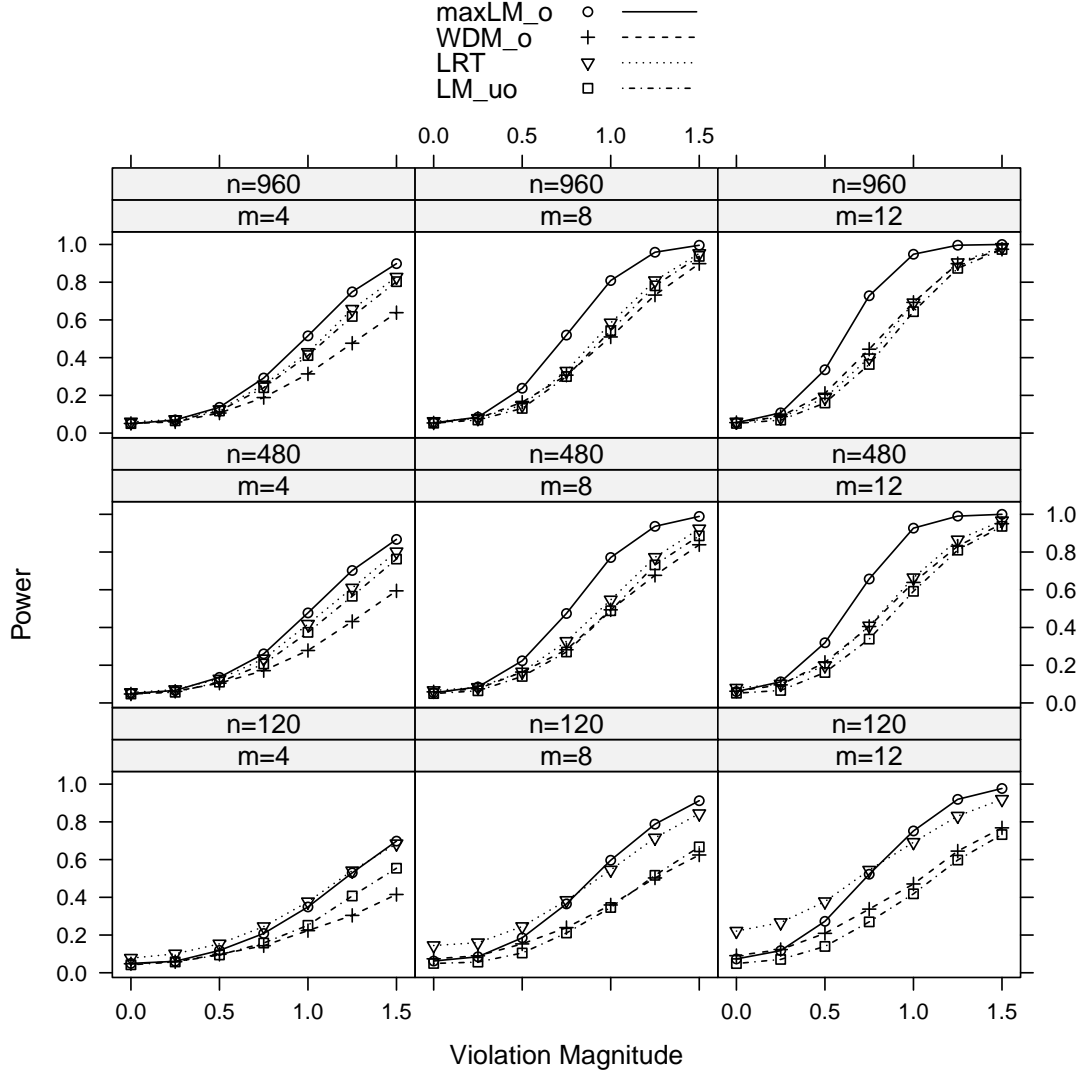 maxLM_o
WDM_o
LRT
LM_uo
0.0 0.5 1.0 1.5
n=960 n=960 n=960
m=4 m=8 m=12
1.0
0.8
0.6
0.4
0.2
0.0
n=480 n=480 n=480
m=4 m=8 m=12
1.0
0.8
0.6
0.4
0.2
0.0
Power
n=120 n=120 n=120
m=4 m=8 m=12
1.0
0.8
0.6
0.4
0.2
0.0
0.0 0.5 1.0 1.5 0.0 0.5 1.0 1.5
Violation Magnitude